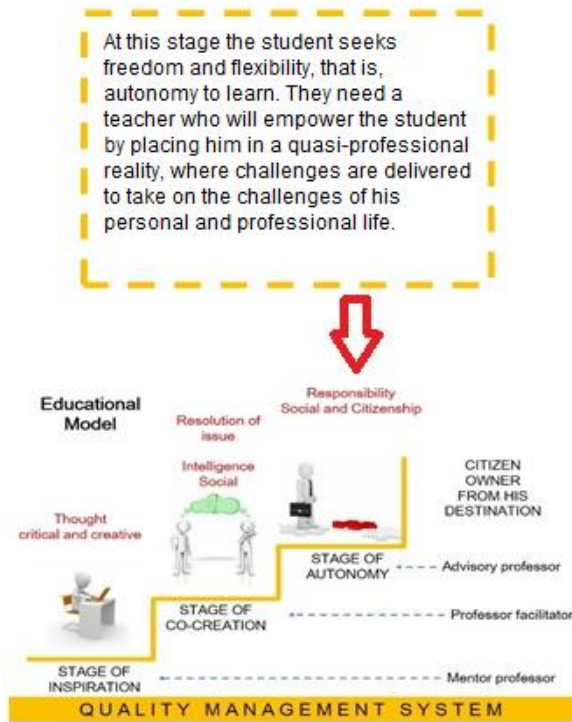 At this stage the student seeks
freedom and flexibility, that is,
autonomy to learn. They need a
teacher who will empower the student
by placing him in a quasi-professional
reality, where challenges are delivered
to take on the challenges of his
personal and professional life.
Educational
Model
Responsibility
Social and Citizenship
Resolution of
issue
Intelligence
Social
Thought
critical and creative
CITIZEN
OWNER
FROM HIS
DESTINATION
STAGE OF
AUTONOMY
Advisory professor
STAGE OF
CO-CREATION
Professor facilitator
STAGE OF
INSPIRATION
Mentor professor
QUALITY MANAGEMENT SYSTEM